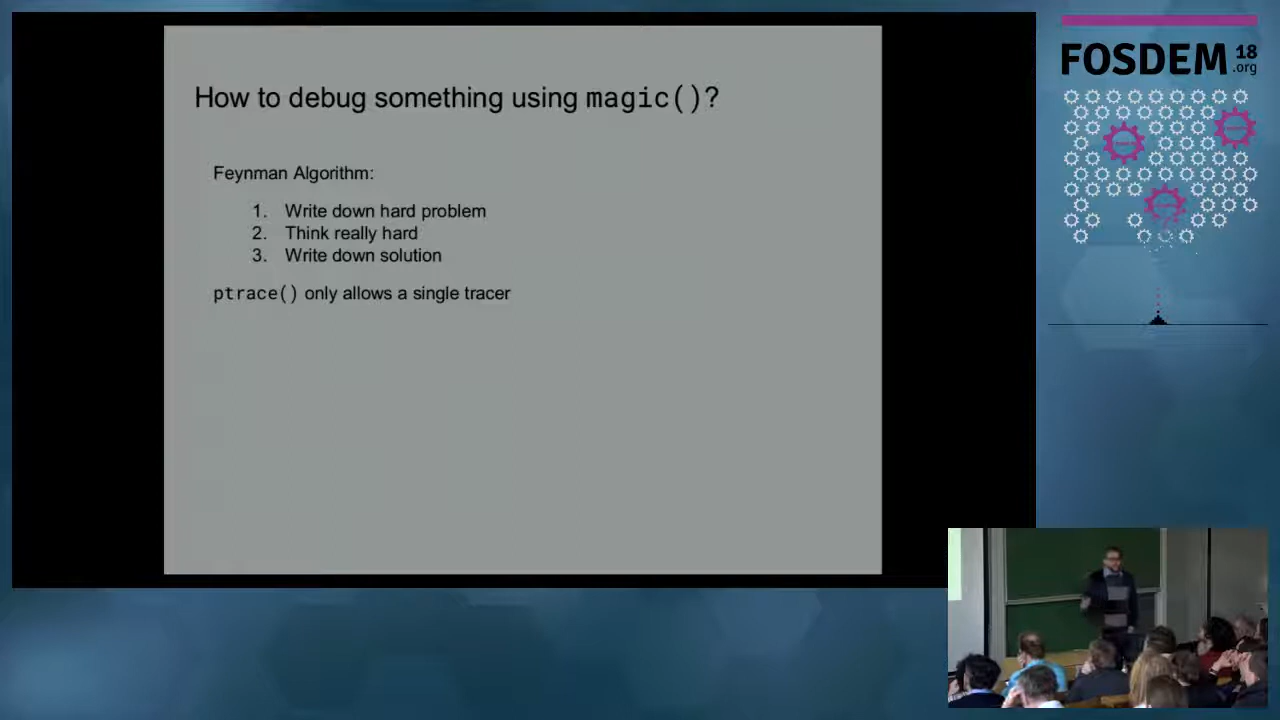 How to debug something using magic()?
Feynman Algorithm:
1. Write down hard problem
2. Think really hard
3. Write down solution
ptrace() only allows a single tracer
FOSDEM 18
.org